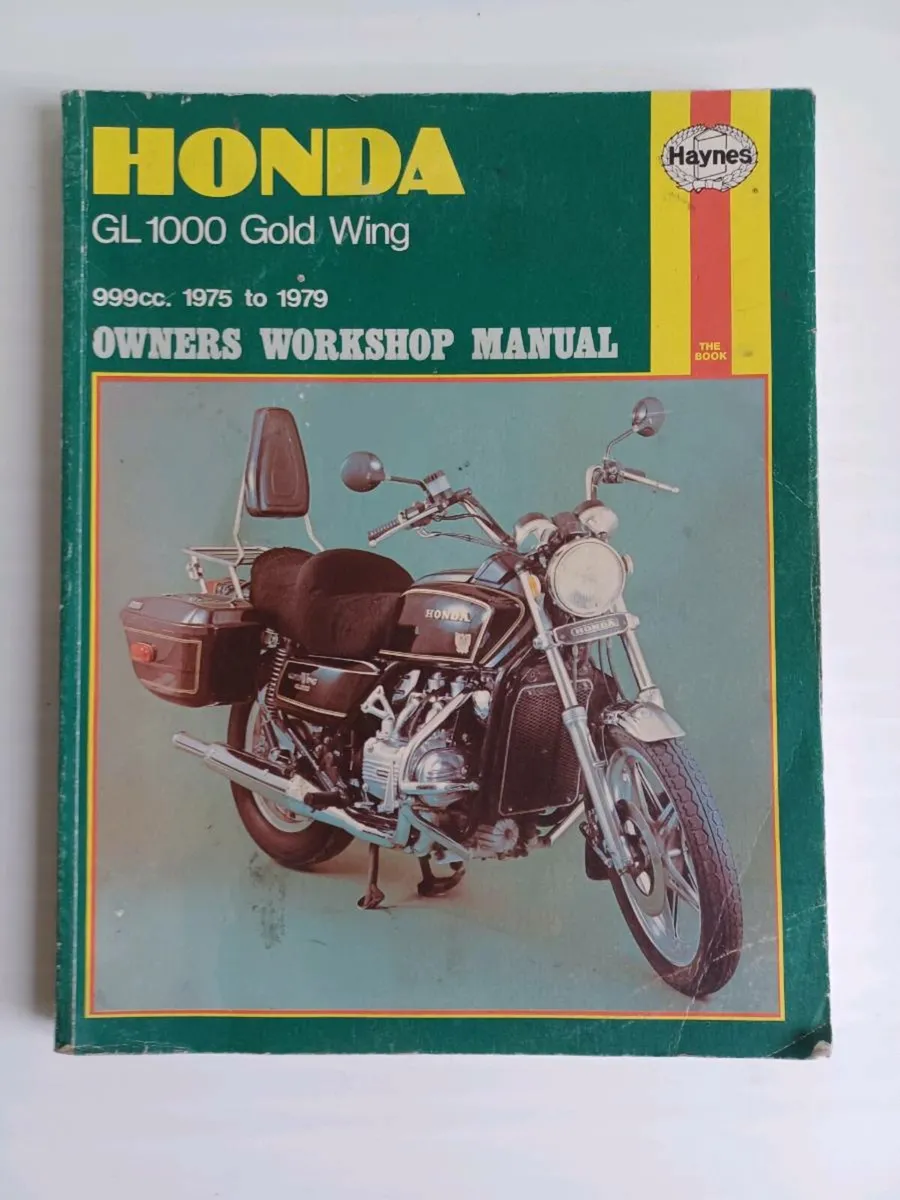 HONDA
GL1000 Gold Wing
999cc. 1975 to 1979
OWNERS WORKSHOP MANUAL
Haynes
®
THE
BOOK
HONDA
HONDA